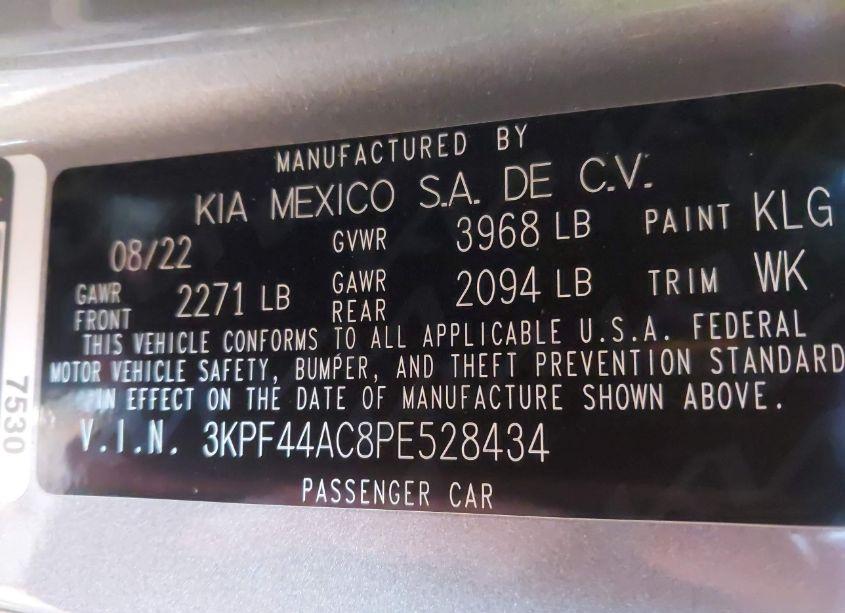 MANUFACTURED BY
KIA MEXICO S.A. DE C.V.
08/22 GVWR 3968 LB PAINT KLG
GAWR FRONT 2271 LB GAWR REAR 2094 LB TRIM WK
THIS VEHICLE CONFORMS TO ALL APPLICABLE U.S.A. FEDERAL
MOTOR VEHICLE SAFETY, BUMPER, AND THEFT PREVENTION STANDARD
IN EFFECT ON THE DATE OF MANUFACTURE SHOWN ABOVE.
V.I.N. 3KPF44AC8PE528434
PASSENGER CAR
7530